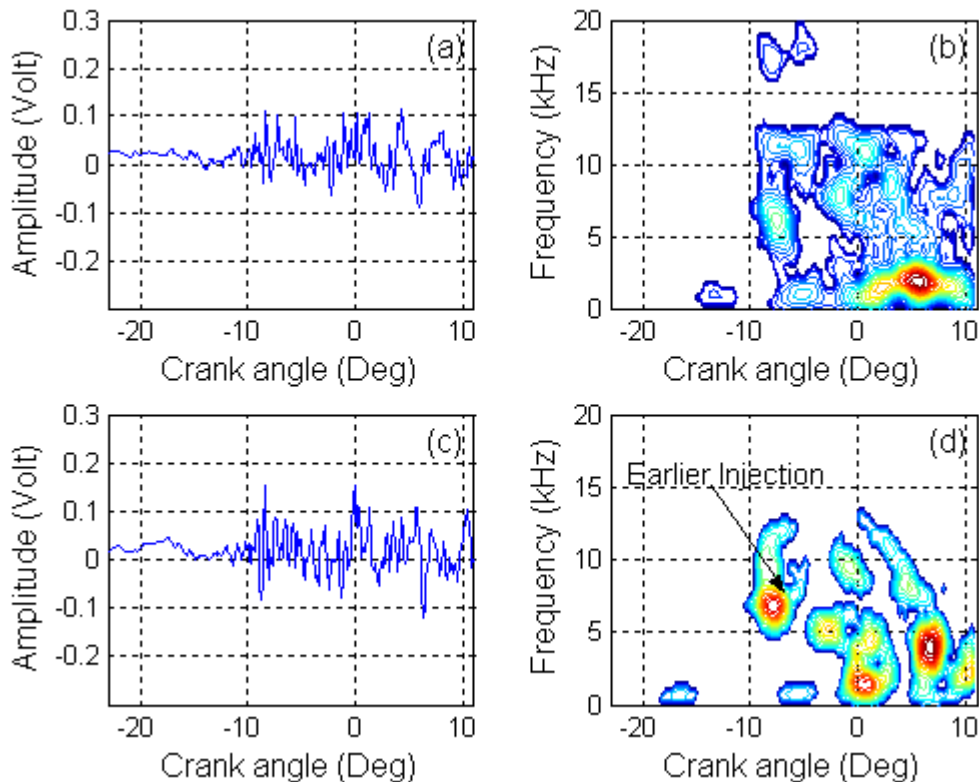 0.3
0.2
0.1
0
-0.1
-0.2
Amplitude (Volt)
(a)
-20
-10
0
10
Crank angle (Deg)
20
15
10
5
0
Frequency (kHz)
(b)
-20
-10
0
10
Crank angle (Deg)
0.3
0.2
0.1
0
-0.1
-0.2
Amplitude (Volt)
(c)
-20
-10
0
10
Crank angle (Deg)
20
15
10
5
0
Frequency (kHz)
(d)
Earlier Injection
-20
-10
0
10
Crank angle (Deg)